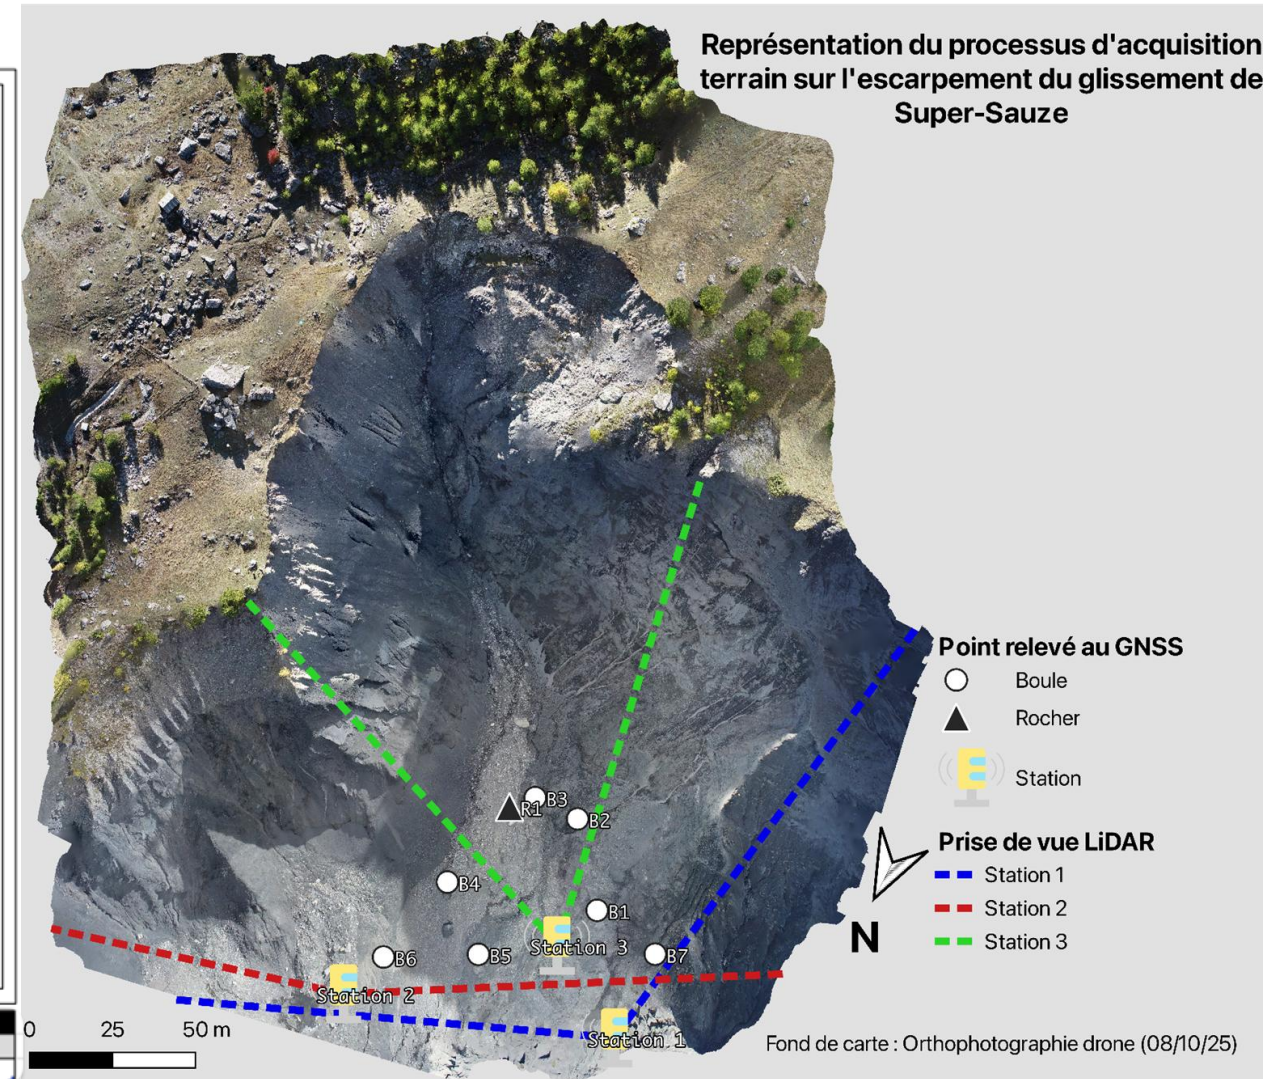 Représentation du processus d'acquisition
terrain sur l'escarpement du glissement de
Super-Sauze
Point relevé au GNSS
Boule
Rocher
Station
B3
R1
B2
B4
B1
Station 3
B5
B7
B6
Station 2
Station 1
Prise de vue LiDAR
Station 1
Station 2
Station 3
N
0 25 50 m
Fond de carte : Orthophotographie drone (08/10/25)